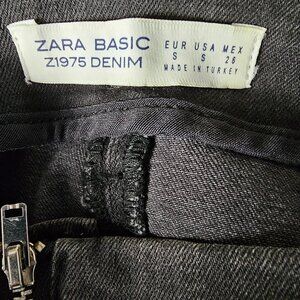 ZARA BASIC
Z1975 DENIM
EUR USA MEX
S S 26
MADE IN TURKEY